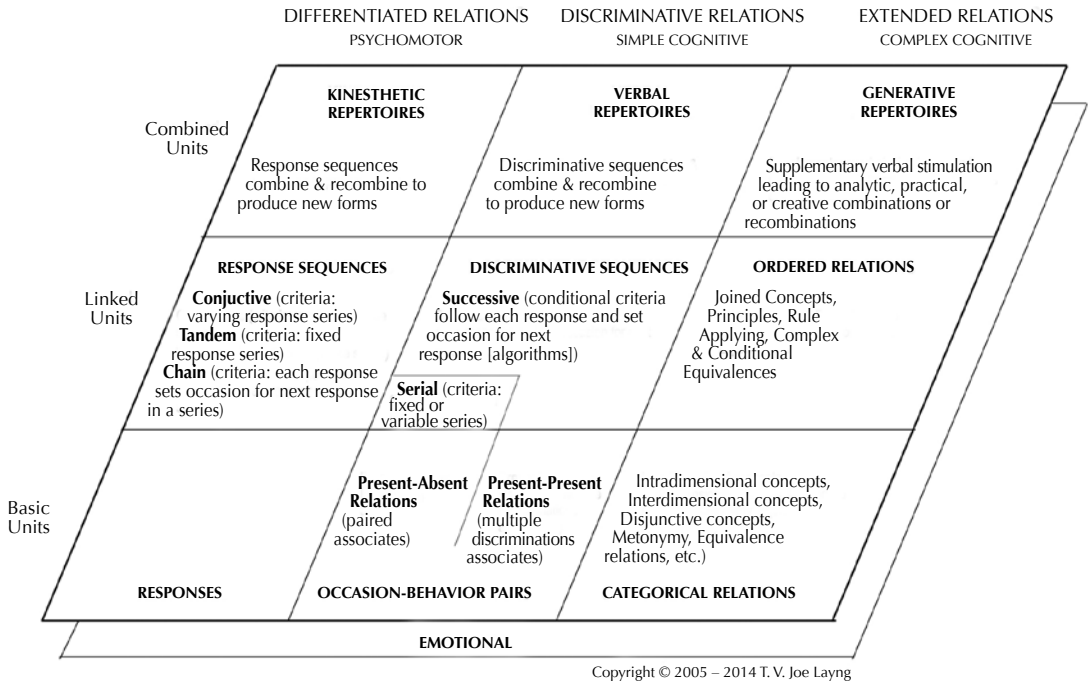 DIFFERENTIATED RELATIONS
PSYCHOMOTOR
DISCRIMINATIVE RELATIONS
SIMPLE COGNITIVE
EXTENDED RELATIONS
COMPLEX COGNITIVE
Combined
Units
KINESTHETIC
REPERTOIRES
Response sequences
combine & recombine to
produce new forms
VERBAL
REPERTOIRES
Discriminative sequences
combine & recombine
to produce new forms
GENERATIVE
REPERTOIRES
Supplementary verbal stimulation
leading to analytic, practical,
or creative combinations or
recombinations
Linked
Units
RESPONSE SEQUENCES
Conjuctive (criteria:
varying response series)
Tandem (criteria: fixed
response series)
Chain (criteria: each response
sets occasion for next response
in a series)
DISCRIMINATIVE SEQUENCES
Successive (conditional criteria
follow each response and set
occasion for next
response [algorithms])
Serial (criteria:
fixed or
variable series)
ORDERED RELATIONS
Joined Concepts,
Principles, Rule
Applying, Complex
& Conditional
Equivalences
Basic
Units
RESPONSES
Present-Absent
Relations
(paired
associates)
Present-Present
Relations
(multiple
discriminations
associates)
OCCASION-BEHAVIOR PAIRS
Intradimensional concepts,
Interdimensional concepts,
Disjunctive concepts,
Metonymy, Equivalence
relations, etc.)
CATEGORICAL RELATIONS
EMOTIONAL
Copyright © 2005 – 2014 T. V. Joe Layng